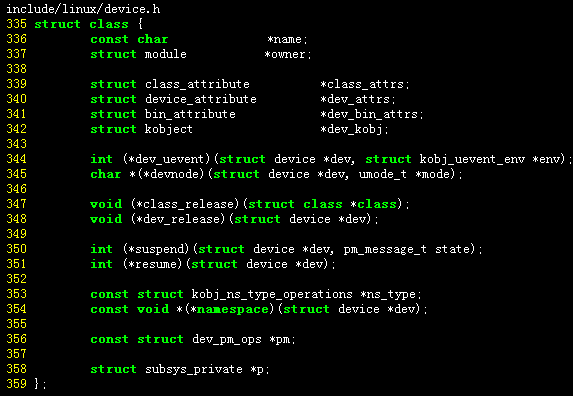 include/linux/device.h
335 struct class {
336         const char              *name;
337         struct module           *owner;
338
339         struct class_attribute          *class_attrs;
340         struct device_attribute         *dev_attrs;
341         struct bin_attribute            *dev_bin_attrs;
342         struct kobject                  *dev_kobj;
343
344         int (*dev_uevent)(struct device *dev, struct kobj_uevent_env *env);
345         char *(*devnode)(struct device *dev, umode_t *mode);
346
347         void (*class_release)(struct class *class);
348         void (*dev_release)(struct device *dev);
349
350         int (*suspend)(struct device *dev, pm_message_t state);
351         int (*resume)(struct device *dev);
352
353         const struct kobj_ns_type_operations *ns_type;
354         const void *(*namespace)(struct device *dev);
355
356         const struct dev_pm_ops *pm;
357
358         struct subsys_private *p;
359 };